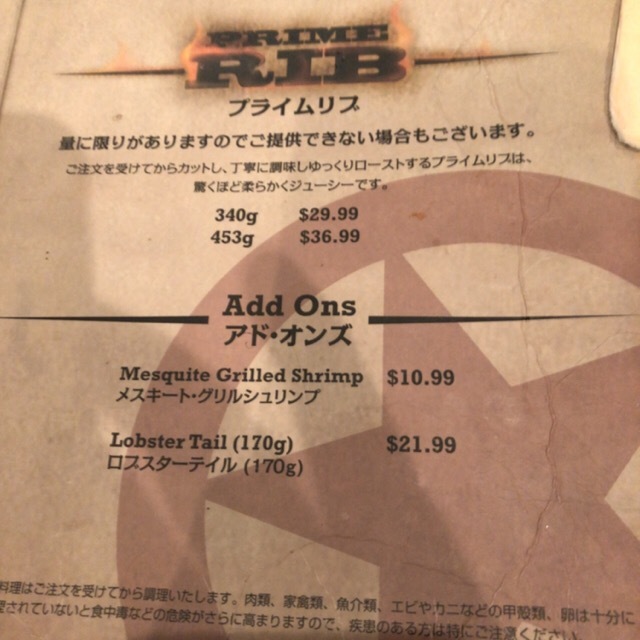 PRIME
RIB
プライムリブ
量に限りがありますのでご提供できない場合もございます。
ご注文を受けてからカットし、丁寧に調味しゆっくりローストするプライムリブは、
驚くほど柔らかくジューシーです。
340g $29.99
453g $36.99
Add Ons
アド・オンズ
Mesquite Grilled Shrimp $10.99
メスキート・グリルシュリンプ
Lobster Tail (170g) $21.99
ロブスターテイル (170g)
料理はご注文を受けてから調理いたします。肉類、家禽類、魚介類、エビやカニなどの甲殻類、卵は十分に
されていないと食中毒などの危険がさらに高まりますので、疾患のある方は特にご注意ください。